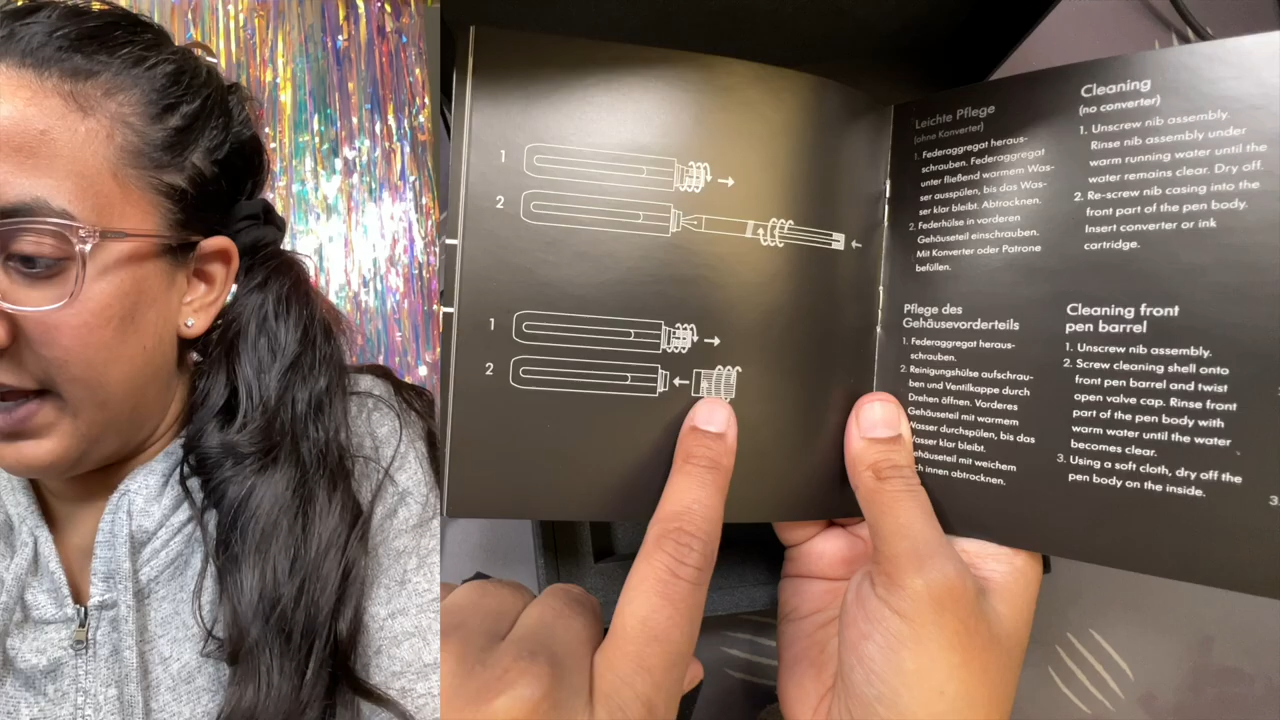 1
2
1
2
Leichte Pflege
(ohne Konverter)
1. Federaggregat heraus-
schrauben. Federaggregat
unter fließend warmem Was-
ser ausspülen, bis das Was-
ser klar bleibt. Abtrocknen.
2. Federhülse in vorderen
Gehäuseteil einschrauben.
Mit Konverter oder Patrone
befüllen.
Pflege des
Gehäusevorderteils
1. Federaggregat heraus-
schrauben.
2. Reinigungshülse aufschrau-
ben und Ventilkappe durch
Drehen öffnen. Vorderes
Gehäuseteil mit warmem
Wasser durchspülen, bis das
Wasser klar bleibt.
ehäuseteil mit weichem
ch innen abtrocknen.
Cleaning
(no converter)
1. Unscrew nib assembly.
Rinse nib assembly under
warm running water until the
water remains clear. Dry off.
2. Re-screw nib casing into the
front part of the pen body.
Insert converter or ink
cartridge.
Cleaning front
pen barrel
1. Unscrew nib assembly.
2. Screw cleaning shell onto
front pen barrel and twist
open valve cap. Rinse front
part of the pen body with
warm water until the water
becomes clear.
3. Using a soft cloth, dry off the
pen body on the inside.
3